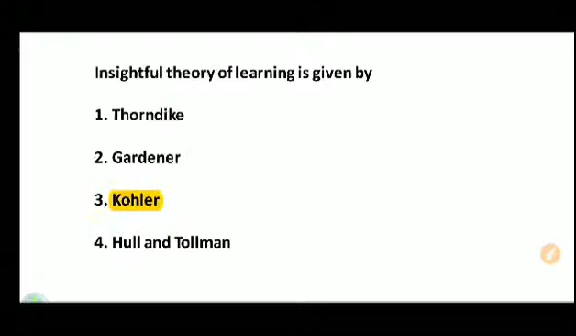 Insightful theory of learning is given by
1. Thorndike
2. Gardener
3. Kohler
4. Hull and Tollman